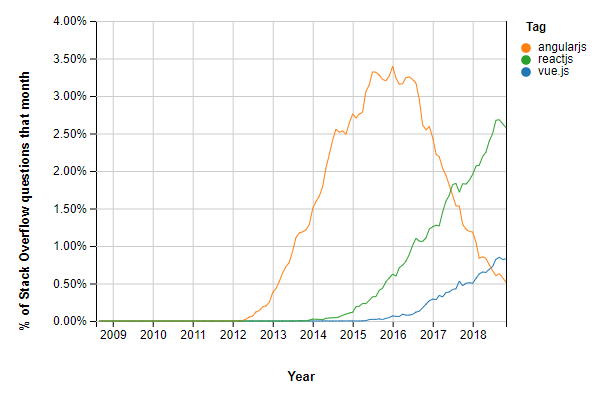 4.00%
3.50%
3.00%
2.50%
2.00%
1.50%
1.00%
0.50%
0.00%
% of Stack Overflow questions that month
2009 2010 2011 2012 2013 2014 2015 2016 2017 2018
Year
Tag
angularjs
reactjs
vue.js